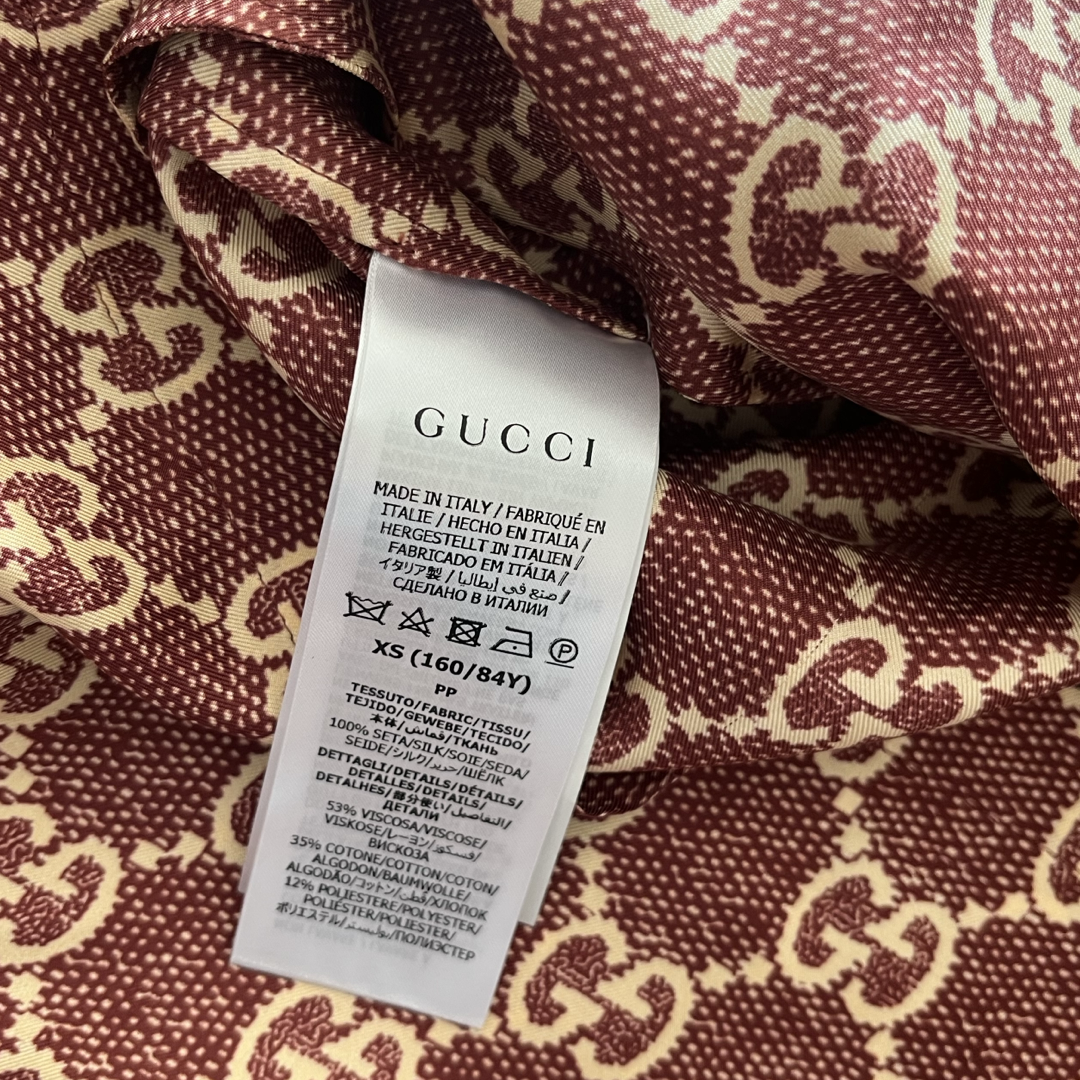 GUCCI
MADE IN ITALY / FABRIQUÉ EN
ITALIE / HECHO EN ITALIA /
HERGESTELLT IN ITALIEN /
FABRICADO EM ITÁLIA /
イタリア製 / صنع في إيطاليا /
СДЕЛАНО В ИТАЛИИ
P
XS (160/84Y)
PP
TESSUTO/FABRIC/TISSU/
TEJIDO/GEWEBE/TECIDO/
本体/قماش/ТКАНЬ
100% SETA/SILK/SOIE/SEDA/
SEIDE/シルク/حرير/ШЁЛК
DETTAGLI/DETAILS/DÉTAILS/
DETALLES/DETAILS/
DETALHES/部分使い/التفاصيل/
ДЕТАЛИ
53% VISCOSA/VISCOSE/
VISKOSE/レーヨン/فسكوز/
ВИСКОЗА
35% COTONE/COTTON/COTON/
ALGODON/BAUMWOLLE/
ALGODÃO/コットン/قطن/ХЛОПОК
12% POLIESTERE/POLYESTER/
POLIÉSTER/POLIESTER/
ポリエステル/بوليستر/ПОЛИЭСТЕР